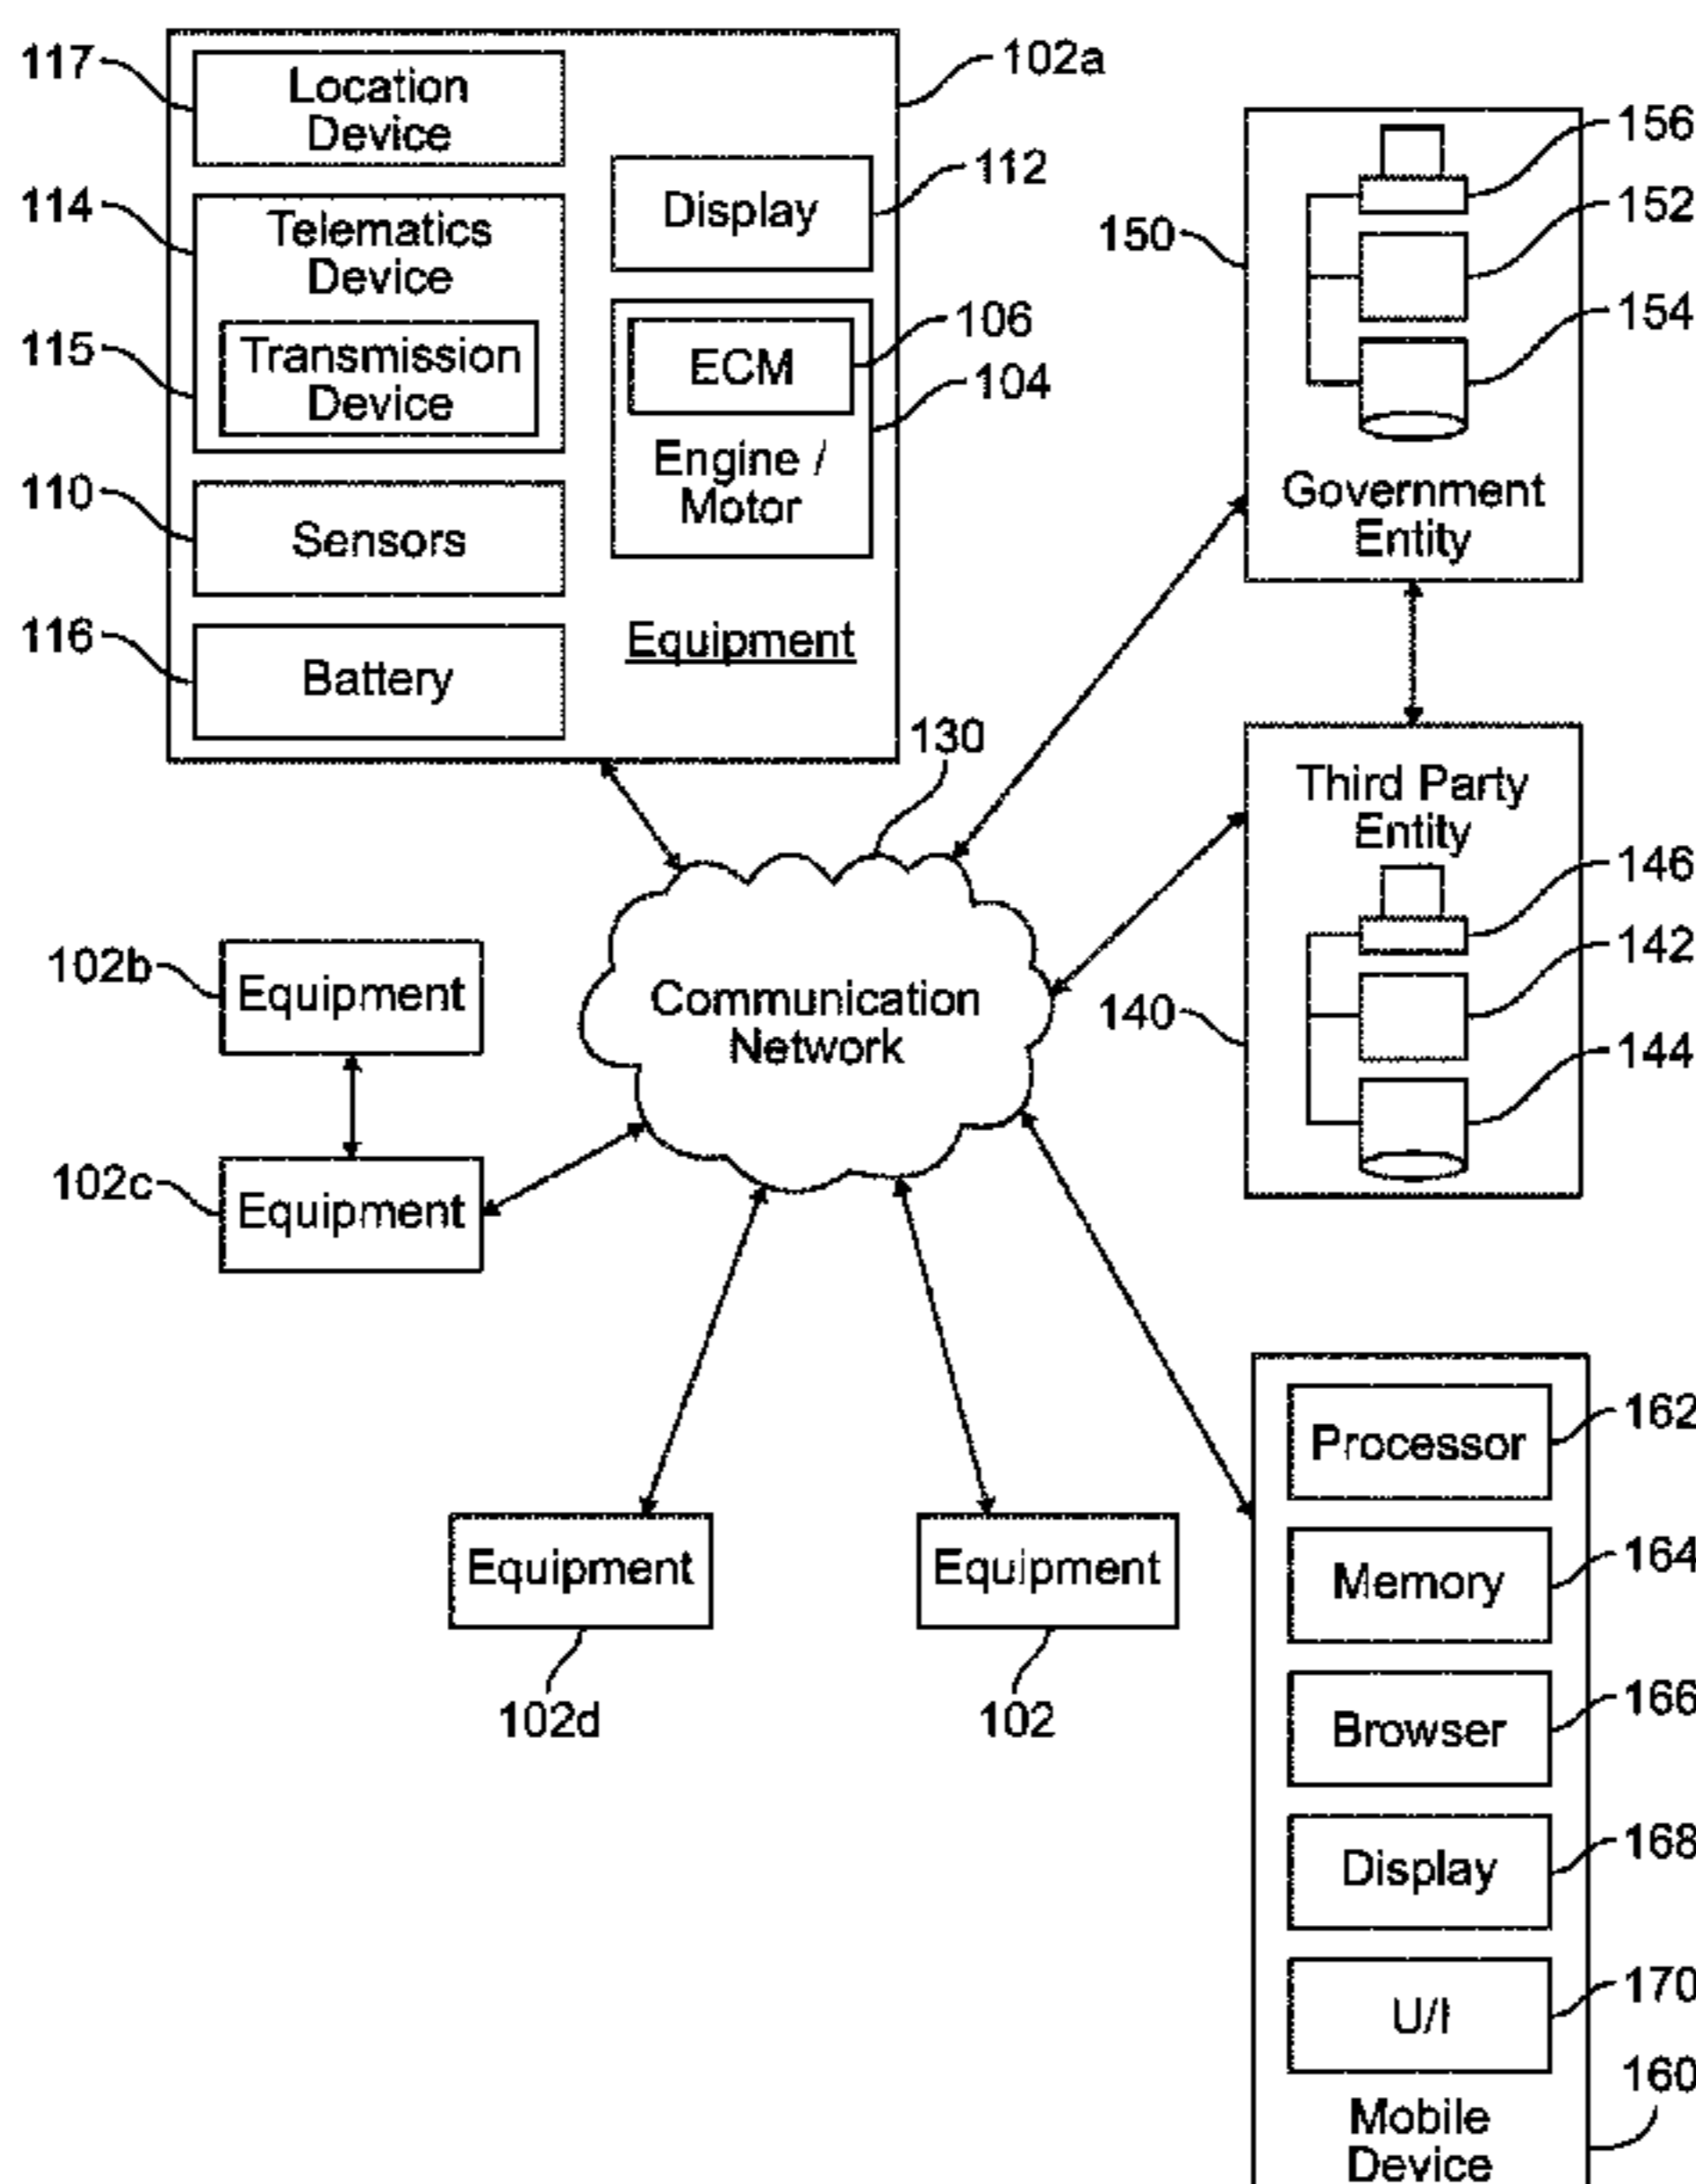 117
Location
Device
102a
114
Telematics
Device
115
Transmission
Device
110
Sensors
116
Battery
Display
112
ECM
106
104
Engine /
Motor
Equipment
150
156
152
154
Government
Entity
130
Third Party
Entity
146
142
140
144
Communication
Network
102b
Equipment
102c
Equipment
Equipment
102d
Equipment
102
Processor
162
Memory
164
Browser
166
Display
168
U/I
170
160
Mobile
Device